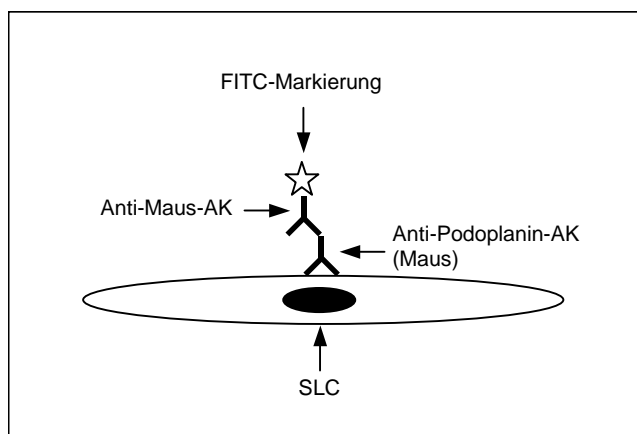 FITC-Markierung
Anti-Maus-AK
Anti-Podoplanin-AK
(Maus)
SLC